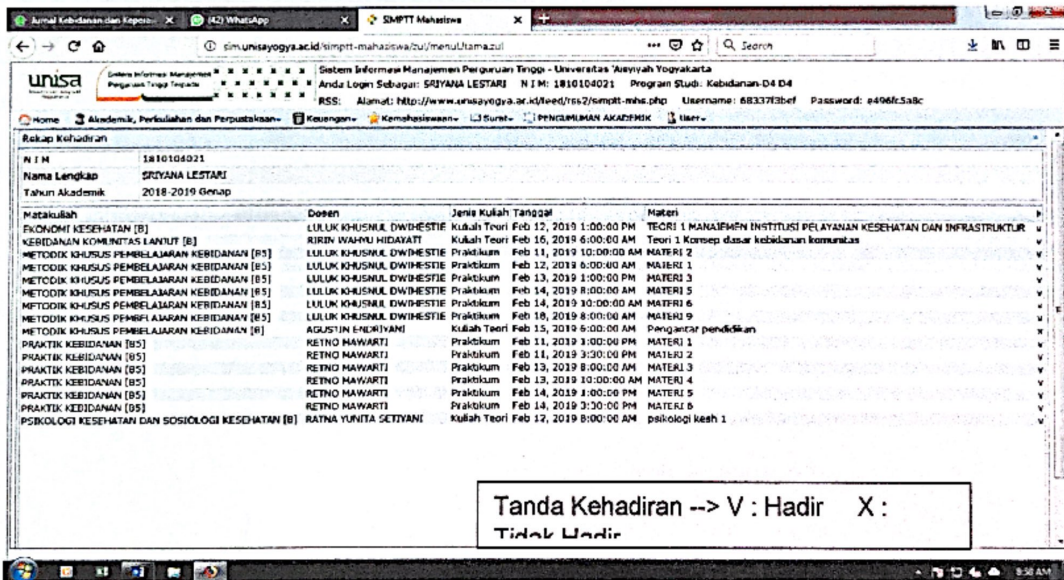 Jurnal Kebidanan dan Kepera...
(42) WhatsApp
SIMPTT Mahasiswa
sim.unisayogya.ac.id/simptt-mahasiswa/zul/menuUtama.zul
Search
unisa
Sistem Informasi Manajemen Perguruan Tinggi Terpadu
Sistem Informasi Manajemen Perguruan Tinggi - Universitas 'Aisyiyah Yogyakarta
Anda Login Sebagai: SRIYANA LESTARI N I M: 1810104021 Program Studi: Kebidanan-D4 D4
RSS: Alamat: http://www.unisayogya.ac.id/feed/rss2/simptt-mhs.php Username: 68337f3bef Password: e496fc5a8c
Home Akademik, Perkuliahan dan Perpustakaan Keuangan Kemahasiswaan Surat PENGUMUMAN AKADEMIK User
Rekap Kehadiran
N I M 1810104021
Nama Lengkap SRIYANA LESTARI
Tahun Akademik 2018-2019 Genap
Matakuliah Dosen Jenis Kuliah Tanggal Materi
EKONOMI KESEHATAN [B] LULUK KHUSNUL DWIHESTIE Kuliah Teori Feb 12, 2019 1:00:00 PM TEORI 1 MANAJEMEN INSTITUSI PELAYANAN KESEHATAN DAN INFRASTRUKTUR V
KEBIDANAN KOMUNITAS LANJUT [B] RIRIN WAHYU HIDAYATI Kuliah Teori Feb 16, 2019 6:00:00 AM Teori 1 Konsep dasar kebidanan komunitas V
METODIK KHUSUS PEMBELAJARAN KEBIDANAN [B5] LULUK KHUSNUL DWIHESTIE Praktikum Feb 11, 2019 10:00:00 AM MATERI 2 V
METODIK KHUSUS PEMBELAJARAN KEBIDANAN [B5] LULUK KHUSNUL DWIHESTIE Praktikum Feb 12, 2019 6:00:00 AM MATERI 1 V
METODIK KHUSUS PEMBELAJARAN KEBIDANAN [B5] LULUK KHUSNUL DWIHESTIE Praktikum Feb 13, 2019 1:00:00 PM MATERI 3 V
METODIK KHUSUS PEMBELAJARAN KEBIDANAN [B5] LULUK KHUSNUL DWIHESTIE Praktikum Feb 14, 2019 8:00:00 AM MATERI 5 V
METODIK KHUSUS PEMBELAJARAN KEBIDANAN [B5] LULUK KHUSNUL DWIHESTIE Praktikum Feb 14, 2019 10:00:00 AM MATERI 6 V
METODIK KHUSUS PEMBELAJARAN KEBIDANAN [B5] LULUK KHUSNUL DWIHESTIE Praktikum Feb 18, 2019 8:00:00 AM MATERI 9 V
METODIK KHUSUS PEMBELAJARAN KEBIDANAN [B] AGUSTIN ENDRIYANI Kuliah Teori Feb 15, 2019 6:00:00 AM Pengantar pendidikan X
PRAKTIK KEBIDANAN [B5] RETNO MAWARTI Praktikum Feb 11, 2019 1:00:00 PM MATERI 1 V
PRAKTIK KEBIDANAN [B5] RETNO MAWARTI Praktikum Feb 11, 2019 3:30:00 PM MATERI 2 V
PRAKTIK KEBIDANAN [B5] RETNO MAWARTI Praktikum Feb 13, 2019 8:00:00 AM MATERI 3 V
PRAKTIK KEBIDANAN [B5] RETNO MAWARTI Praktikum Feb 13, 2019 10:00:00 AM MATERI 4 V
PRAKTIK KEBIDANAN [B5] RETNO MAWARTI Praktikum Feb 14, 2019 1:00:00 PM MATERI 5 V
PRAKTIK KEBIDANAN [B5] RETNO MAWARTI Praktikum Feb 14, 2019 3:30:00 PM MATERI 6 V
PSIKOLOGI KESEHATAN DAN SOSIOLOGI KESEHATAN [B] RATNA YUNITA SETIYANI Kuliah Teori Feb 12, 2019 8:00:00 AM psikologi kesh 1 V
Tanda Kehadiran --> V : Hadir X :
Tidak Hadir
8:50 AM